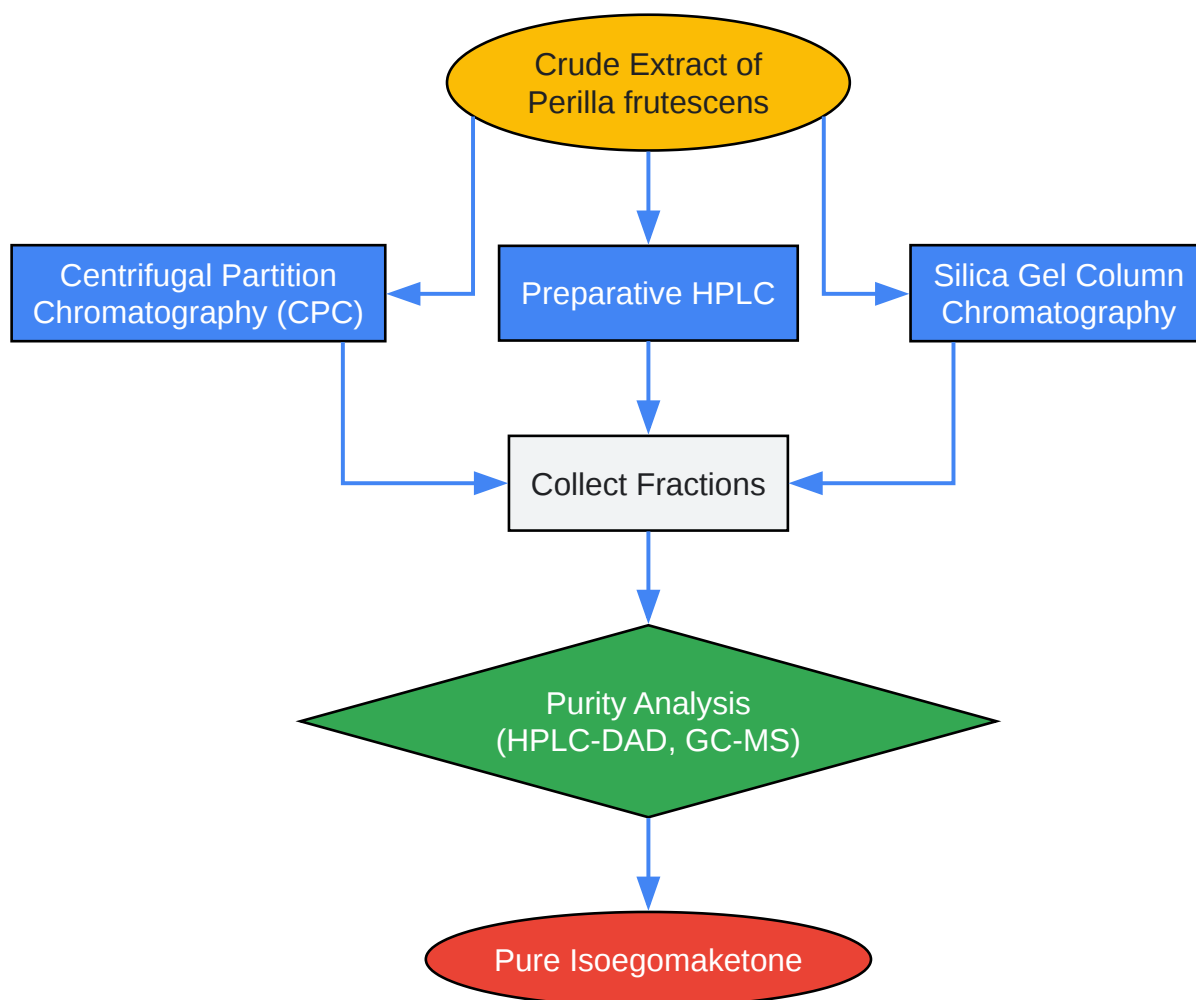 Crude Extract of
Perilla frutescens
Centrifugal Partition
Chromatography (CPC)
Preparative HPLC
Silica Gel Column
Chromatography
Collect Fractions
Purity Analysis
(HPLC-DAD, GC-MS)
Pure Isoegomaketone